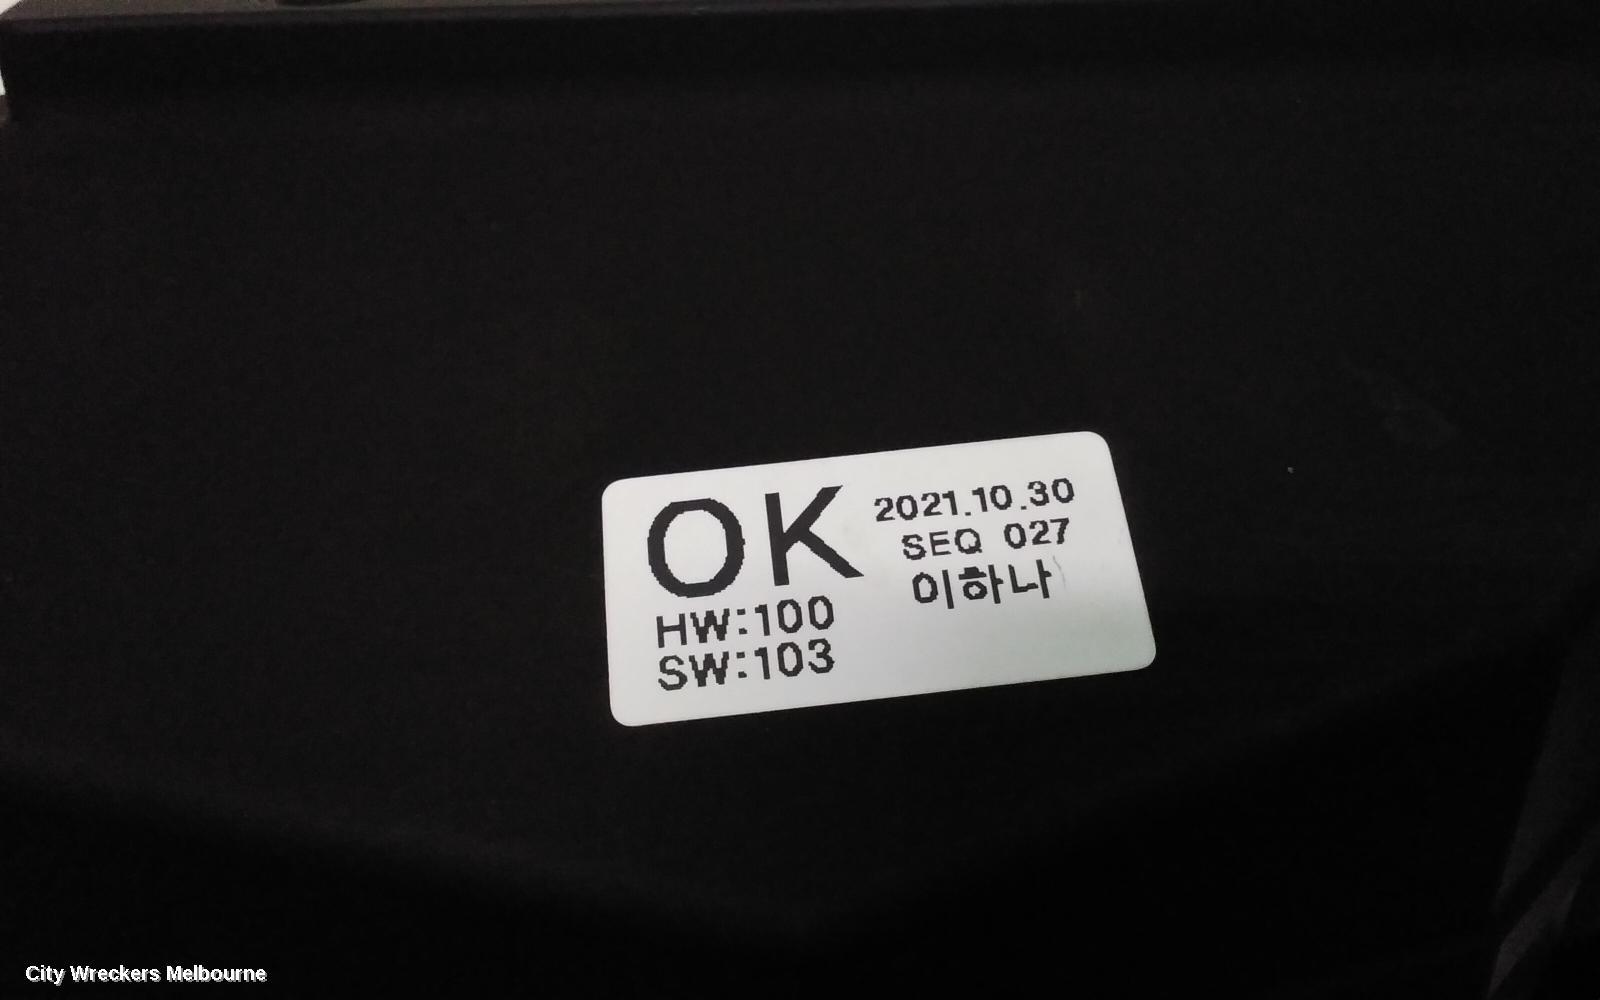 OK
2021.10.30
SEQ 027
이하나
HW:100
SW:103
City Wreckers Melbourne